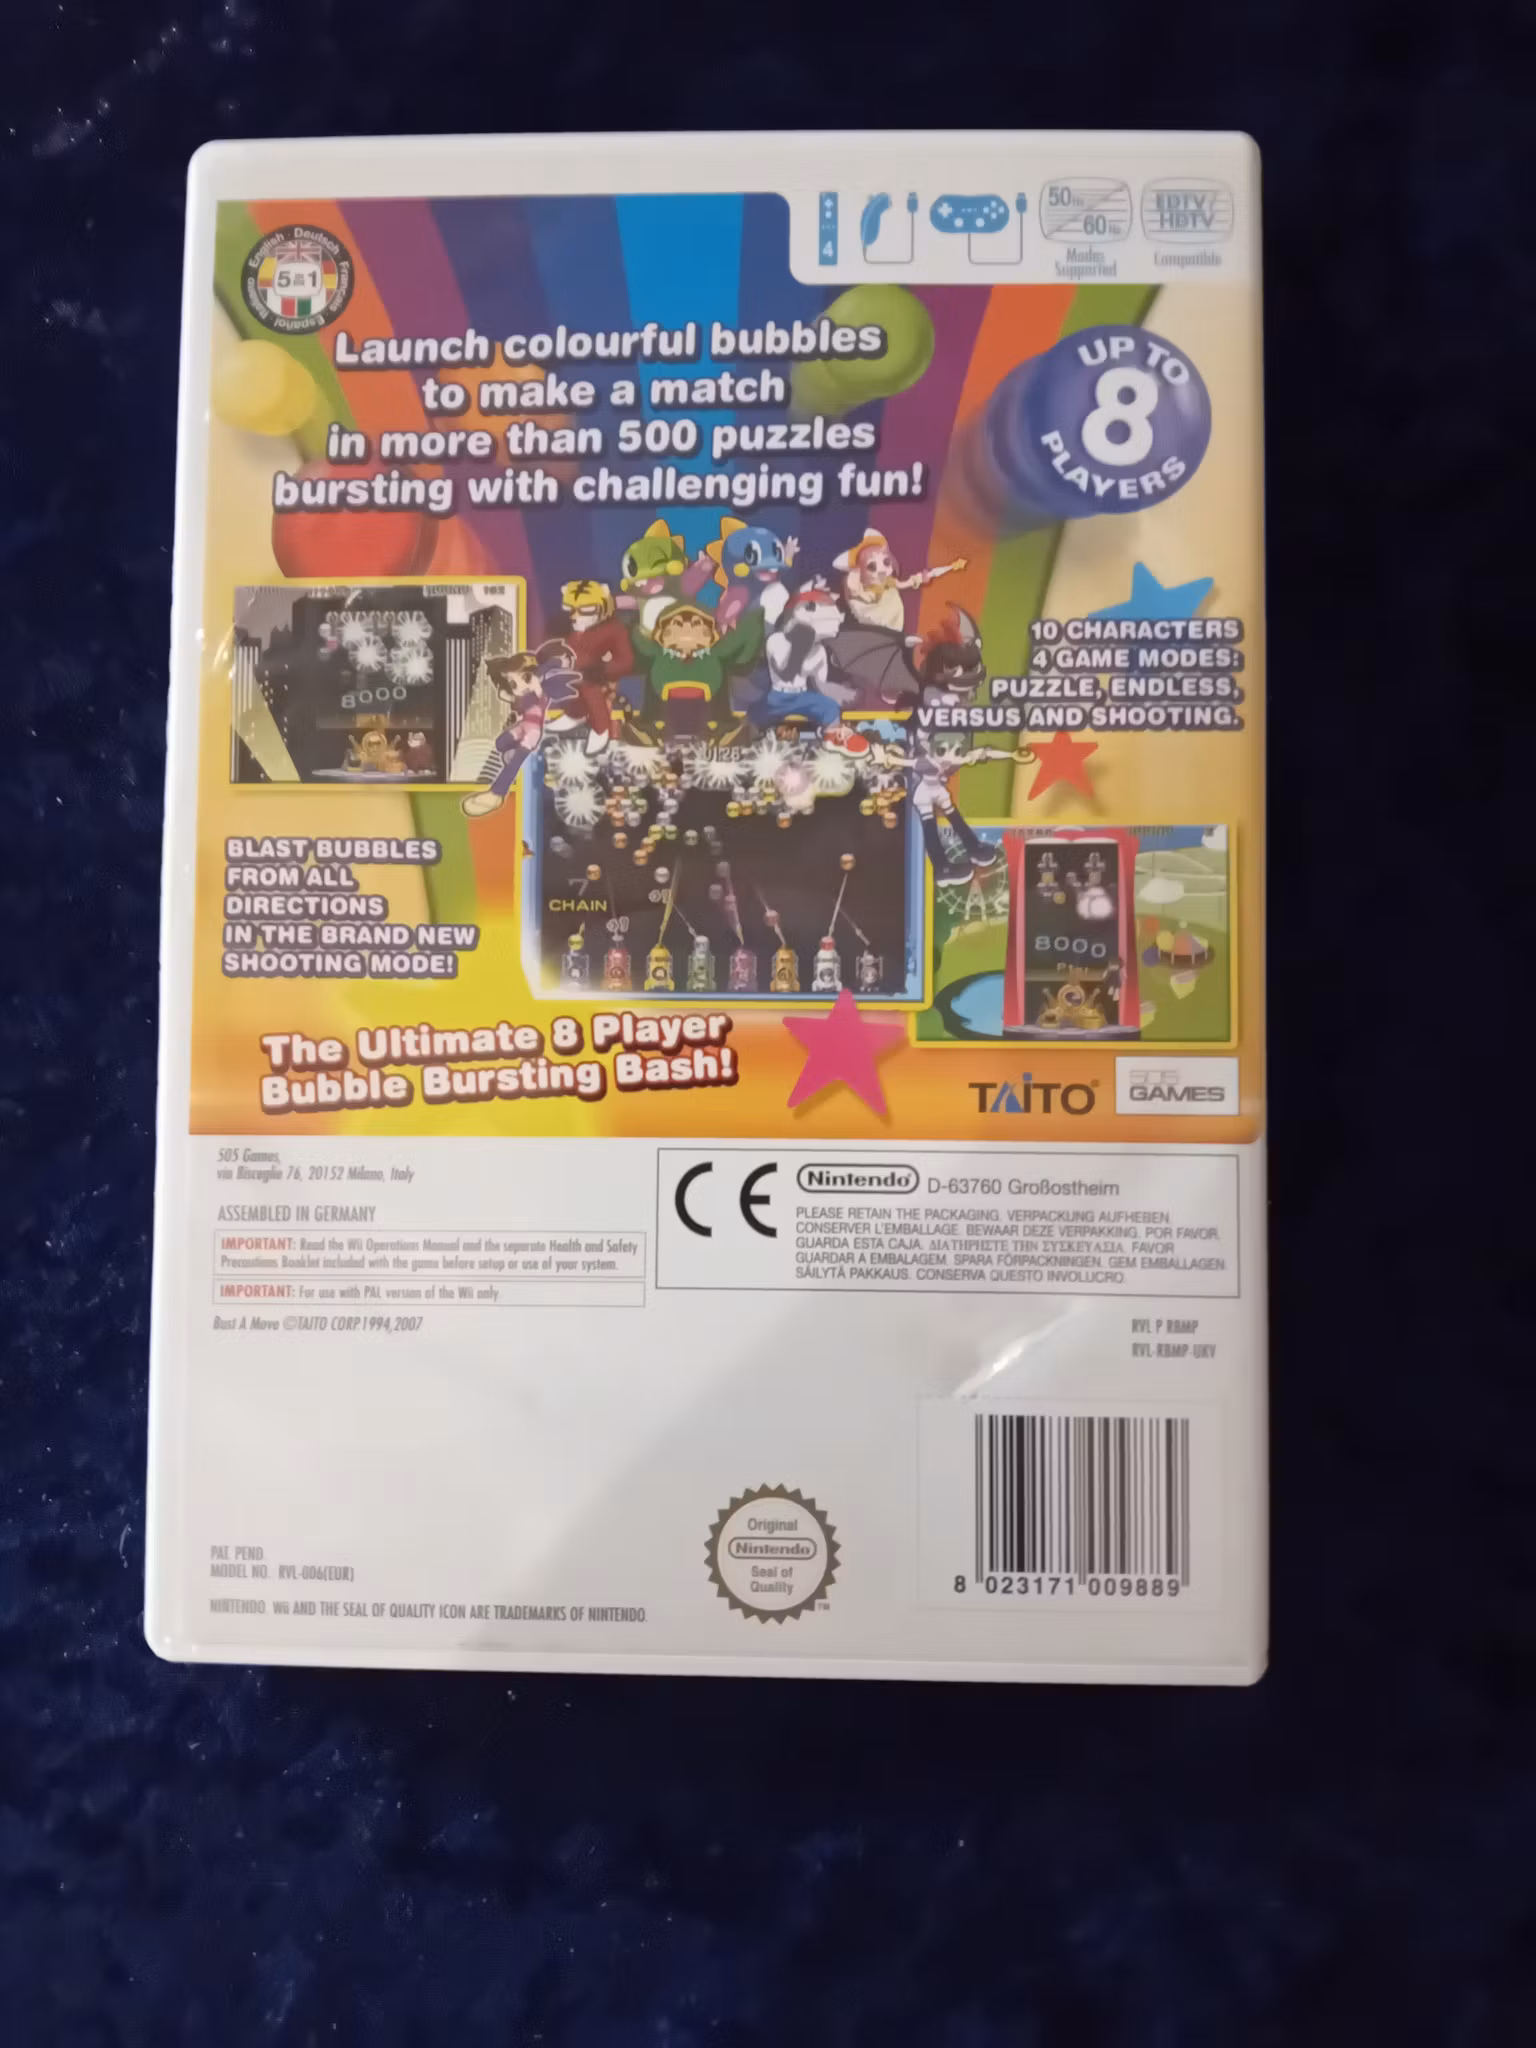 English · Deutsch · Français · Español · Italiano
5 in 1
4
50Hz
60Hz
Modes
Supported
EDTV/
HDTV
Compatible
Launch colourful bubbles
to make a match
in more than 500 puzzles
bursting with challenging fun!
UP TO
8
PLAYERS
8000
10 CHARACTERS
4 GAME MODES:
PUZZLE, ENDLESS,
VERSUS AND SHOOTING.
BLAST BUBBLES
FROM ALL
DIRECTIONS
IN THE BRAND NEW
SHOOTING MODE!
7
CHAIN
8000
The Ultimate 8 Player
Bubble Bursting Bash!
TAITO
505
GAMES
505 Games,
via Bisceglie 76, 20152 Milano, Italy
ASSEMBLED IN GERMANY
IMPORTANT: Read the Wii Operations Manual and the separate Health and Safety
Precautions Booklet included with the game before setup or use of your system.
IMPORTANT: For use with PAL version of the Wii only.
Bust A Move ©TAITO CORP.1994,2007
CE
Nintendo D-63760 Großostheim
PLEASE RETAIN THE PACKAGING. VERPACKUNG AUFHEBEN.
CONSERVER L'EMBALLAGE. BEWAAR DEZE VERPAKKING. POR FAVOR,
GUARDA ESTA CAJA. ΔΙΑΤΗΡΗΣΤΕ ΤΗΝ ΣΥΣΚΕΥΑΣΙΑ. FAVOR
GUARDAR A EMBALAGEM. SPARA FÖRPACKNINGEN. GEM EMBALLAGEN.
SÄILYTÄ PAKKAUS. CONSERVA QUESTO INVOLUCRO.
RVL P RBMP
RVL-RBMP-UKV
8 023171 009889
Original
Nintendo
Seal of
Quality
TM
PAT. PEND.
MODEL NO. RVL-006(EUR)
NINTENDO, Wii AND THE SEAL OF QUALITY ICON ARE TRADEMARKS OF NINTENDO.